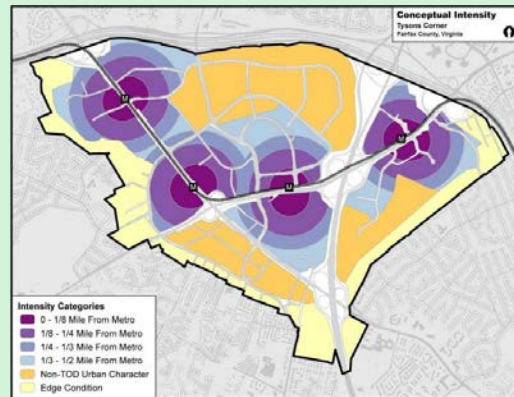 Conceptual Intensity
Tysons Corner
Fairfax County, Virginia
M
M
M
M
Intensity Categories
0 - 1/8 Mile From Metro
1/8 - 1/4 Mile From Metro
1/4 - 1/3 Mile From Metro
1/3 - 1/2 Mile From Metro
Non-TOD Urban Character
Edge Condition